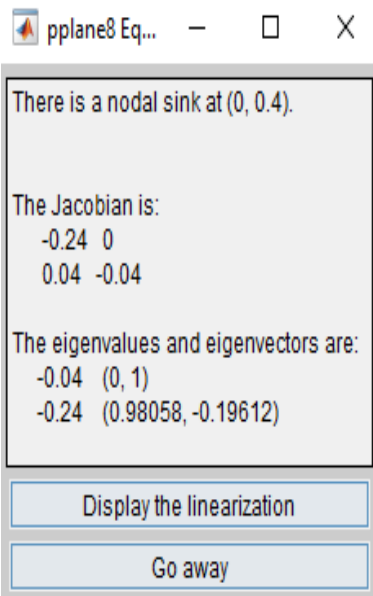 pplane8 Eq...
There is a nodal sink at (0, 0.4).
The Jacobian is:
-0.24 0
0.04 -0.04
The eigenvalues and eigenvectors are:
-0.04 (0, 1)
-0.24 (0.98058, -0.19612)
Display the linearization
Go away